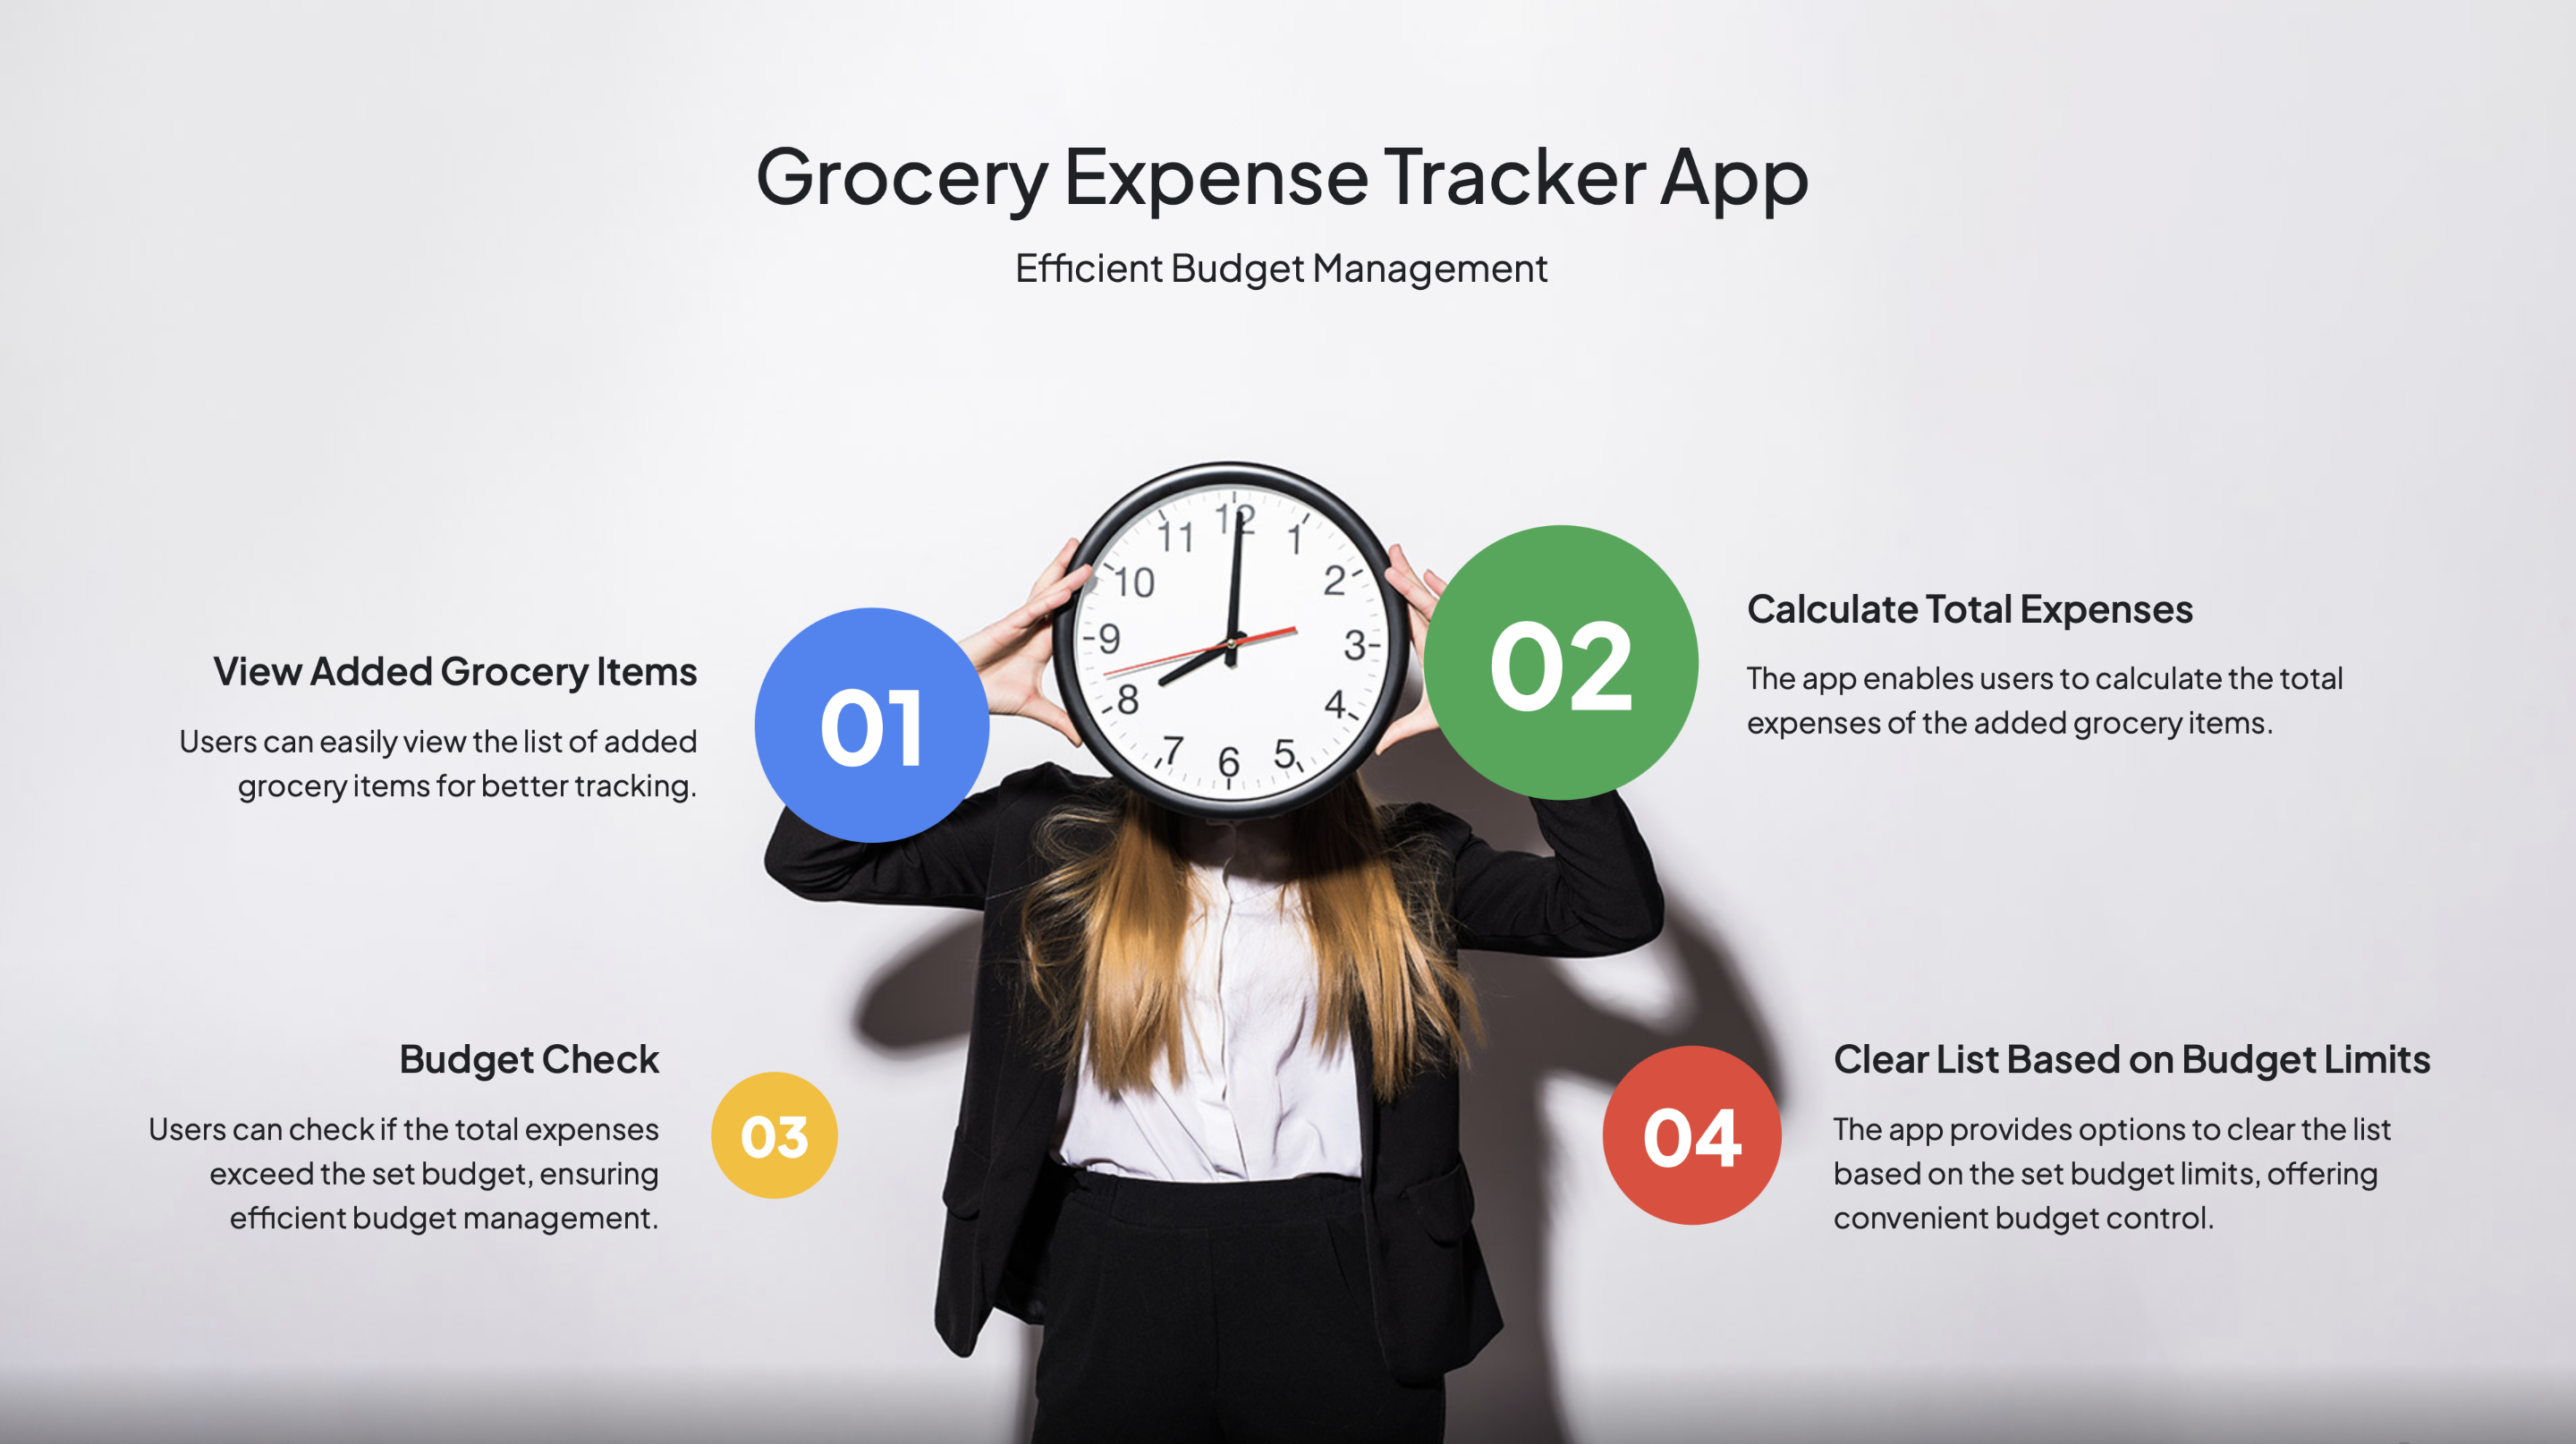 Grocery Expense Tracker App
Efficient Budget Management
12
1
2
3
4
5
6
7
8
9
10
11
01
View Added Grocery Items
Users can easily view the list of added
grocery items for better tracking.
02
Calculate Total Expenses
The app enables users to calculate the total
expenses of the added grocery items.
03
Budget Check
Users can check if the total expenses
exceed the set budget, ensuring
efficient budget management.
04
Clear List Based on Budget Limits
The app provides options to clear the list
based on the set budget limits, offering
convenient budget control.